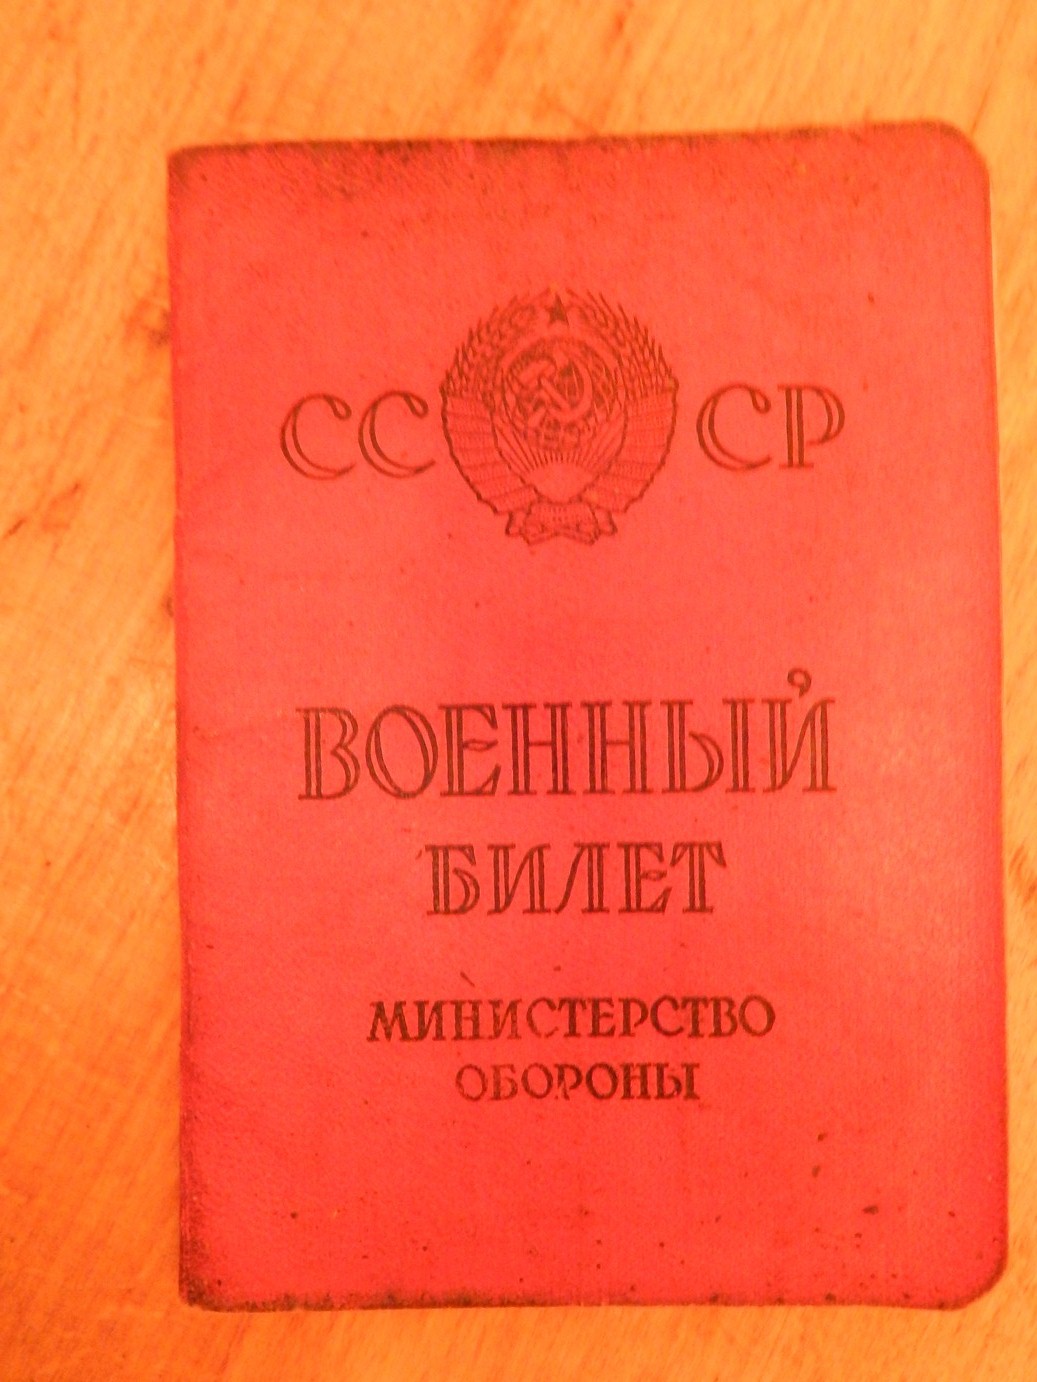 СССР
ВОЕННЫЙ
БИЛЕТ
МИНИСТЕРСТВО
ОБОРОНЫ